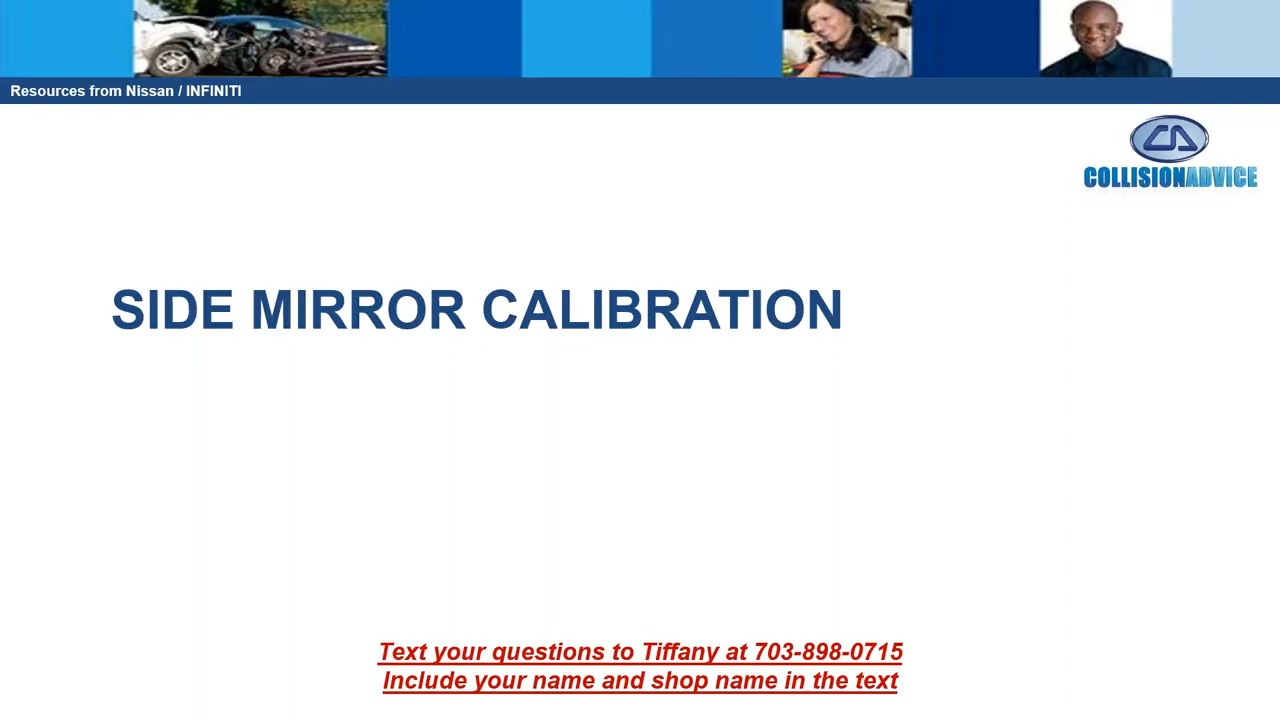 Resources from Nissan / INFINITI
CA
COLLISIONADVICE
SIDE MIRROR CALIBRATION
Text your questions to Tiffany at 703-898-0715
Include your name and shop name in the text